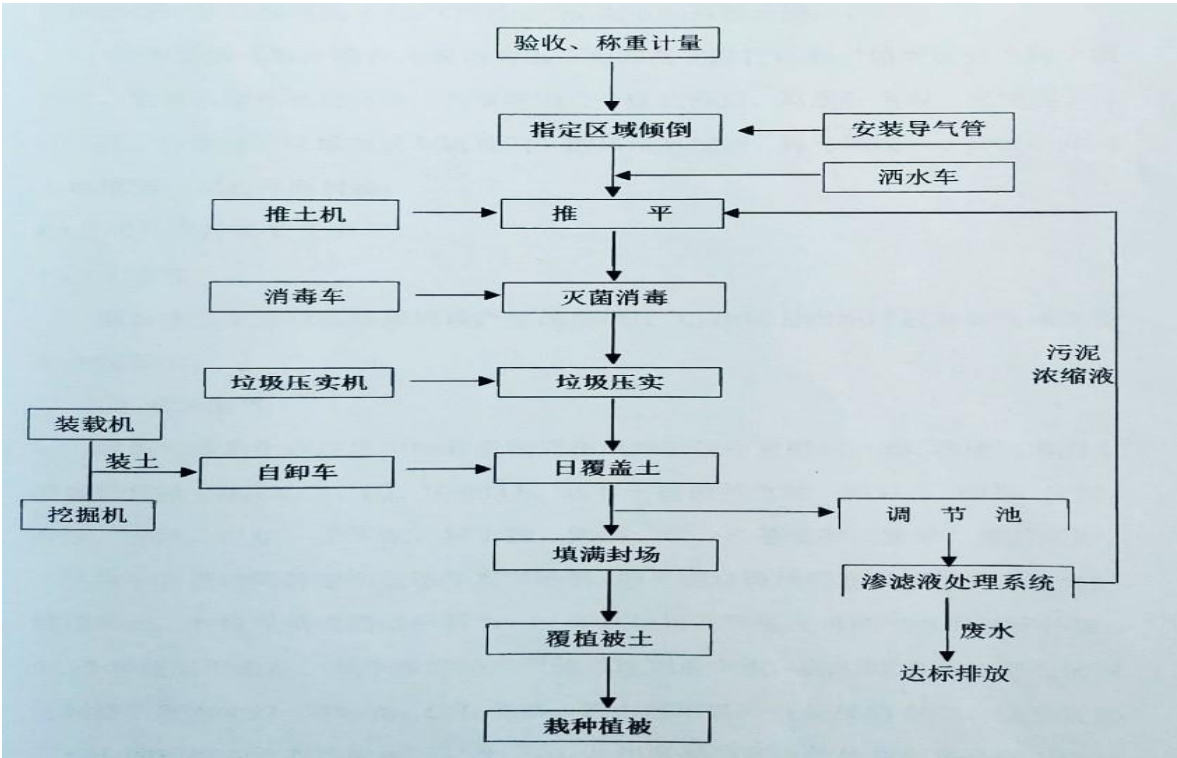 验收、称重计量
指定区域倾倒
安装导气管
洒水车
推土机
推 平
消毒车
灭菌消毒
污泥
浓缩液
垃圾压实机
垃圾压实
装载机
装土
自卸车
日覆盖土
挖掘机
调 节 池
填满封场
渗滤液处理系统
废水
覆植被土
达标排放
栽种植被